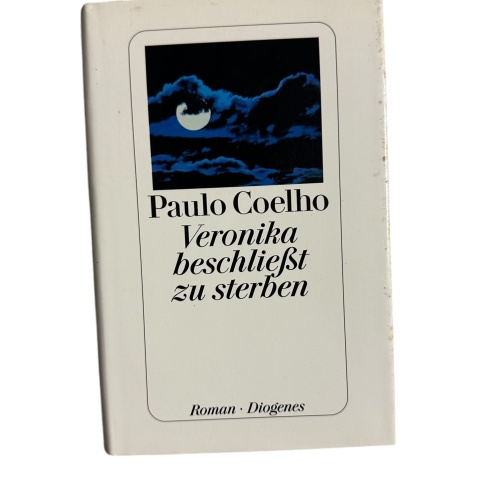 Paulo Coelho
Veronika
beschließt
zu sterben
Roman · Diogenes